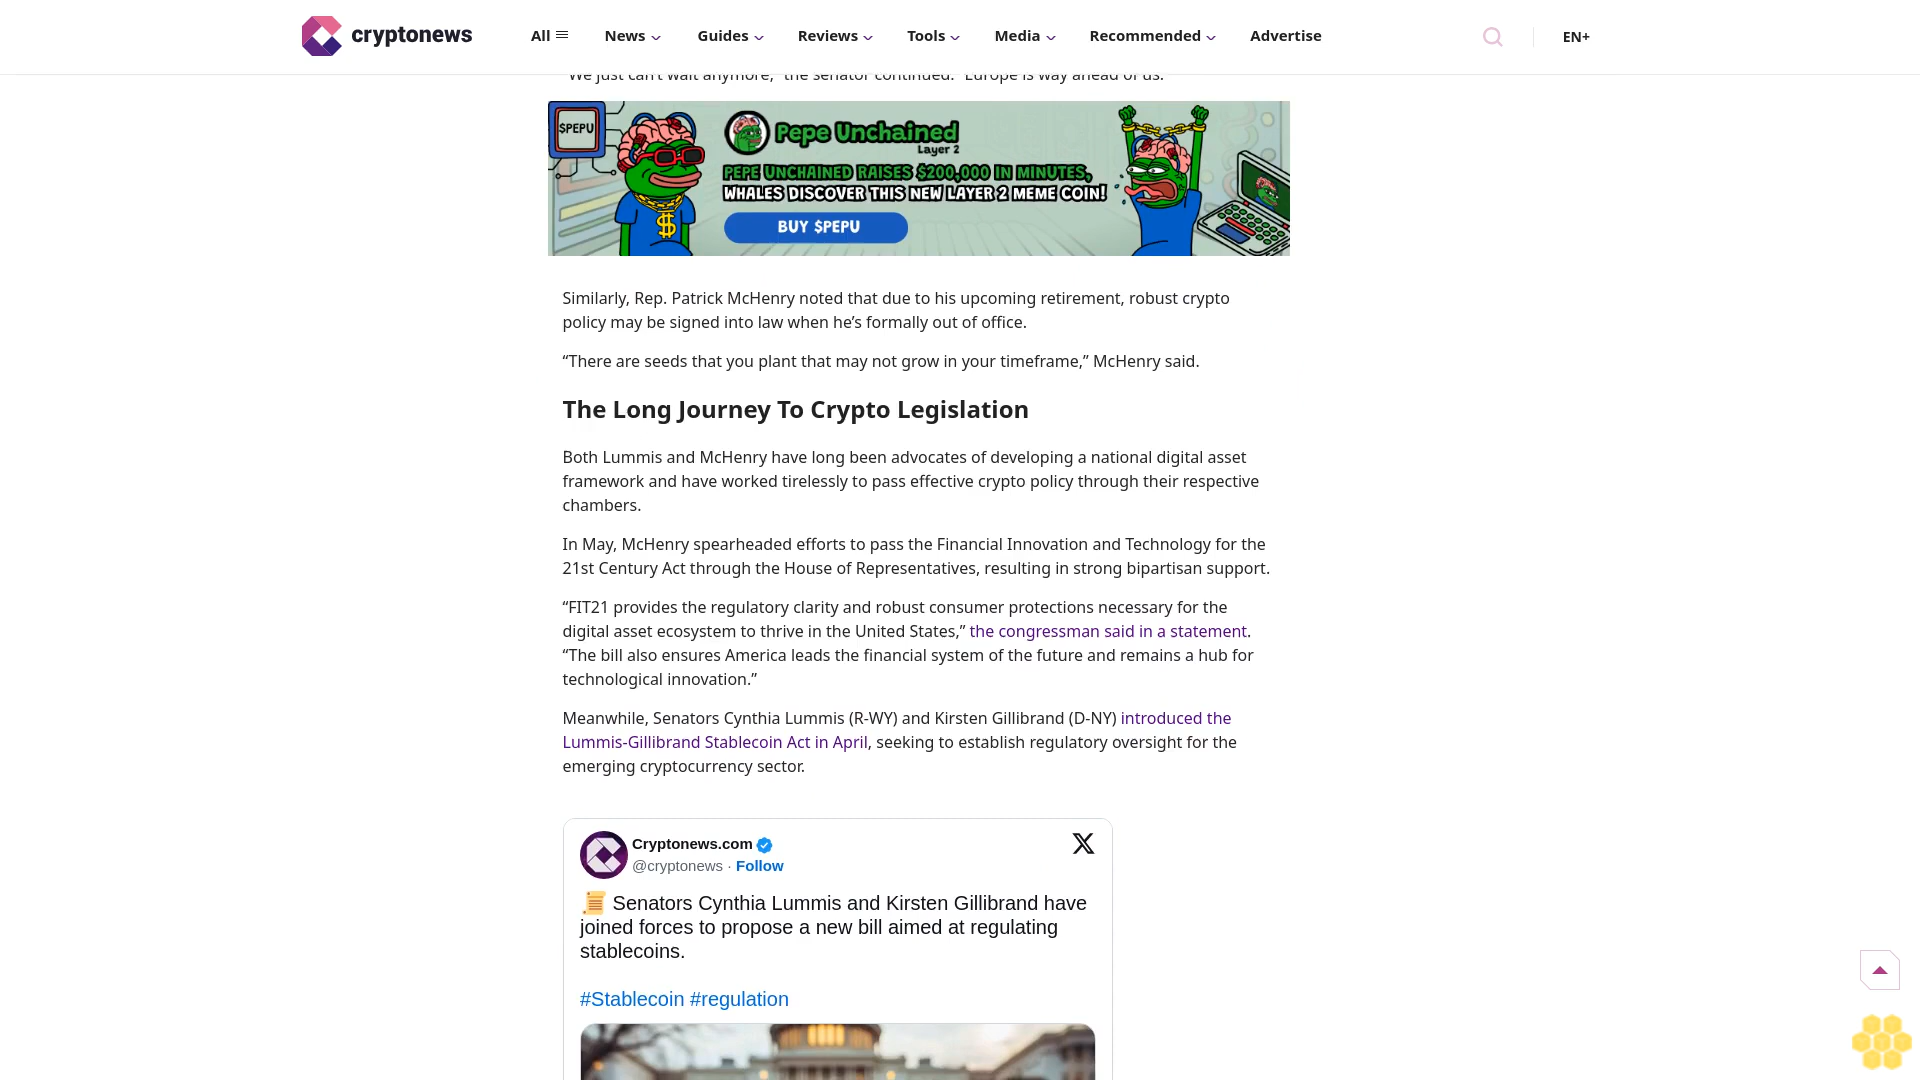 cryptonews
All
News
Guides
Reviews
Tools
Media
Recommended
Advertise
EN+
“We just can’t wait anymore,” the senator continued. “Europe is way ahead of us.”
$PEPU
Pepe Unchained
Layer 2
PEPE UNCHAINED RAISES $200,000 IN MINUTES,
WHALES DISCOVER THIS NEW LAYER 2 MEME COIN!
BUY $PEPU
Similarly, Rep. Patrick McHenry noted that due to his upcoming retirement, robust crypto
policy may be signed into law when he’s formally out of office.
“There are seeds that you plant that may not grow in your timeframe,” McHenry said.
The Long Journey To Crypto Legislation
Both Lummis and McHenry have long been advocates of developing a national digital asset
framework and have worked tirelessly to pass effective crypto policy through their respective
chambers.
In May, McHenry spearheaded efforts to pass the Financial Innovation and Technology for the
21st Century Act through the House of Representatives, resulting in strong bipartisan support.
“FIT21 provides the regulatory clarity and robust consumer protections necessary for the
digital asset ecosystem to thrive in the United States,” the congressman said in a statement.
“The bill also ensures America leads the financial system of the future and remains a hub for
technological innovation.”
Meanwhile, Senators Cynthia Lummis (R-WY) and Kirsten Gillibrand (D-NY) introduced the
Lummis-Gillibrand Stablecoin Act in April, seeking to establish regulatory oversight for the
emerging cryptocurrency sector.
Cryptonews.com
@cryptonews · Follow
📜 Senators Cynthia Lummis and Kirsten Gillibrand have
joined forces to propose a new bill aimed at regulating
stablecoins.
#Stablecoin #regulation